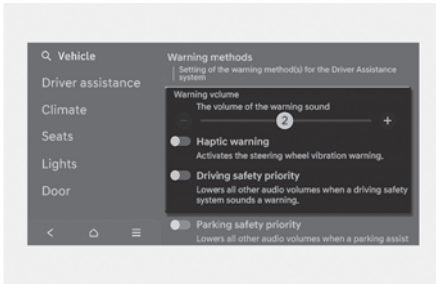 Vehicle
Driver assistance
Climate
Seats
Lights
Door
Warning methods
Setting of the warning method(s) for the Driver Assistance
system
Warning volume
The volume of the warning sound
- 2 +
Haptic warning
Activates the steering wheel vibration warning.
Driving safety priority
Lowers all other audio volumes when a driving safety
system sounds a warning.
Parking safety priority
Lowers all other audio volumes when a parking assist